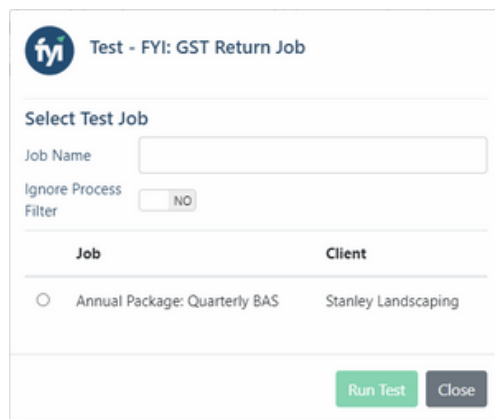 fyi Test - FYI: GST Return Job
Select Test Job
Job Name
Ignore Process
Filter NO
Job Client
Annual Package: Quarterly BAS Stanley Landscaping
Run Test Close